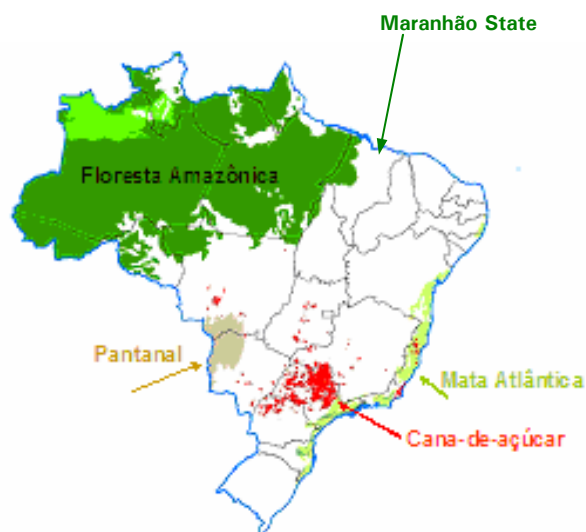 Maranhão State
Floresta Amazônica
Pantanal
Mata Atlântica
Cana-de-açúcar